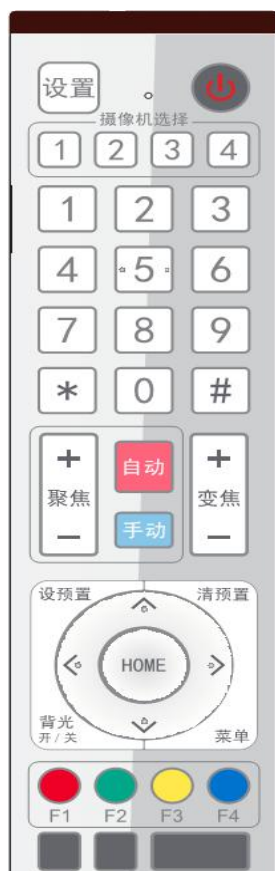 设置
摄像机选择
1 2 3 4
1 2 3
4 5 6
7 8 9
* 0 #
+ 自动 +
聚焦 变焦
- 手动 -
设预置 清预置
HOME
背光 菜单
开/关
F1 F2 F3 F4